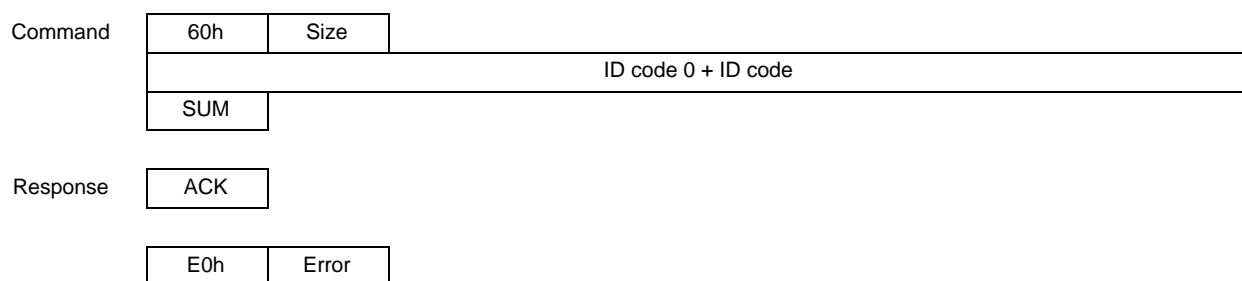 Command 60h Size
ID code 0 + ID code
SUM
Response ACK
E0h Error